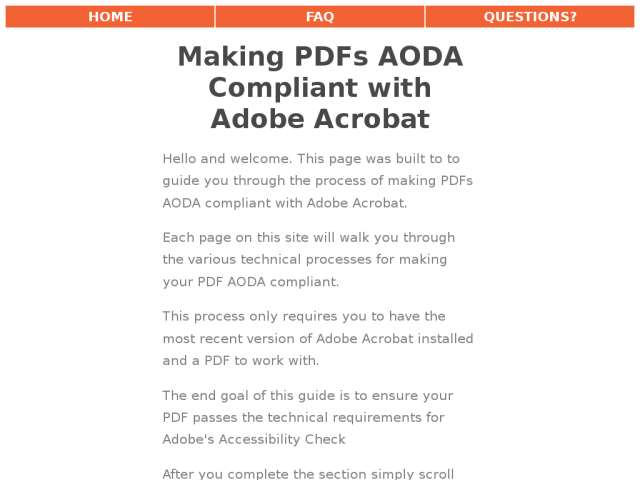 HOME
FAQ
QUESTIONS?
Making PDFs AODA
Compliant with
Adobe Acrobat
Hello and welcome. This page was built to to
guide you through the process of making PDFs
AODA compliant with Adobe Acrobat.
Each page on this site will walk you through
the various technical processes for making
your PDF AODA compliant.
This process only requires you to have the
most recent version of Adobe Acrobat installed
and a PDF to work with.
The end goal of this guide is to ensure your
PDF passes the technical requirements for
Adobe's Accessibility Check
After you complete the section simply scroll